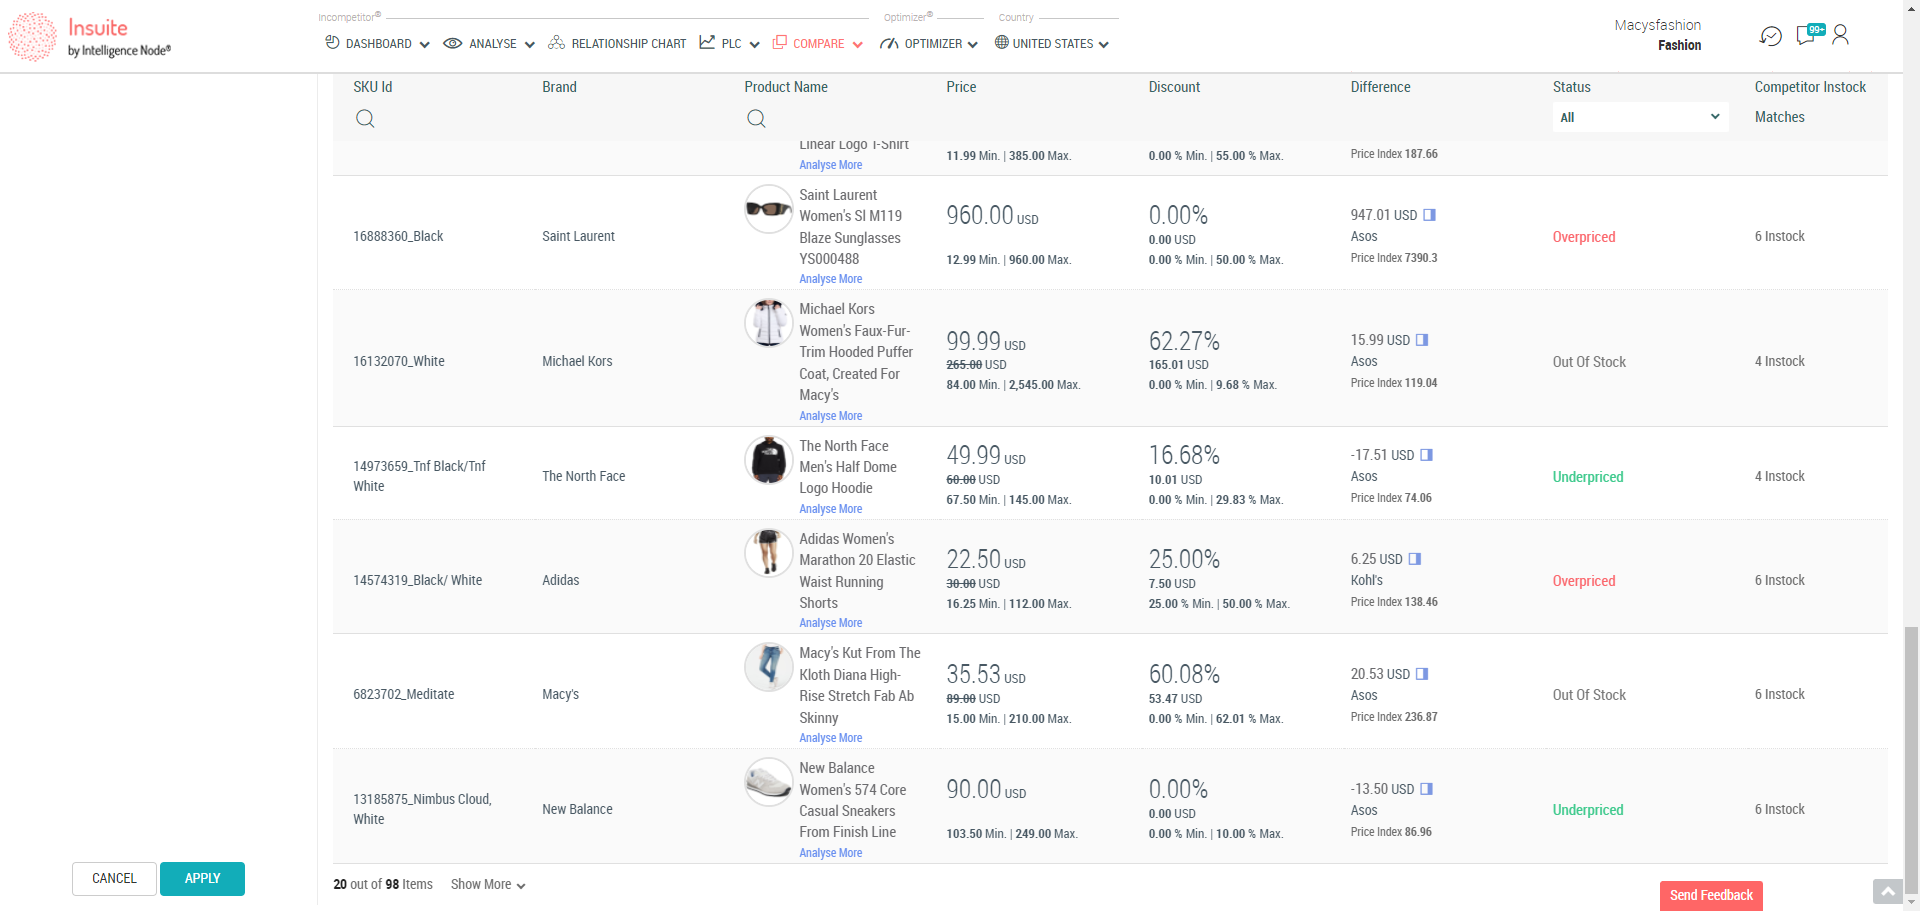 Insuite
by Intelligence Node®
Incompetitor®
Optimizer®
Country
DASHBOARD
ANALYSE
RELATIONSHIP CHART
PLC
COMPARE
OPTIMIZER
UNITED STATES
Macysfashion
Fashion
99+
SKU Id
Brand
Product Name
Price
Discount
Difference
Status
Competitor Instock
Matches
All
Linear Logo T-Shirt
Analyse More
11.99 Min. | 385.00 Max.
0.00 % Min. | 55.00 % Max.
Price Index 187.66
16888360_Black
Saint Laurent
Saint Laurent
Women's Sl M119
Blaze Sunglasses
YS000488
Analyse More
960.00 USD
12.99 Min. | 960.00 Max.
0.00%
0.00 USD
0.00 % Min. | 50.00 % Max.
947.01 USD
Asos
Price Index 7390.3
Overpriced
6 Instock
16132070_White
Michael Kors
Michael Kors
Women's Faux-Fur-
Trim Hooded Puffer
Coat, Created For
Macy's
Analyse More
99.99 USD
265.00 USD
84.00 Min. | 2,545.00 Max.
62.27%
165.01 USD
0.00 % Min. | 9.68 % Max.
15.99 USD
Asos
Price Index 119.04
Out Of Stock
4 Instock
14973659_Tnf Black/Tnf
White
The North Face
The North Face
Men's Half Dome
Logo Hoodie
Analyse More
49.99 USD
60.00 USD
67.50 Min. | 145.00 Max.
16.68%
10.01 USD
0.00 % Min. | 29.83 % Max.
-17.51 USD
Asos
Price Index 74.06
Underpriced
4 Instock
14574319_Black/ White
Adidas
Adidas Women's
Marathon 20 Elastic
Waist Running
Shorts
Analyse More
22.50 USD
30.00 USD
16.25 Min. | 112.00 Max.
25.00%
7.50 USD
25.00 % Min. | 50.00 % Max.
6.25 USD
Kohl's
Price Index 138.46
Overpriced
6 Instock
6823702_Meditate
Macy's
Macy's Kut From The
Kloth Diana High-
Rise Stretch Fab Ab
Skinny
Analyse More
35.53 USD
89.00 USD
15.00 Min. | 210.00 Max.
60.08%
53.47 USD
0.00 % Min. | 62.01 % Max.
20.53 USD
Asos
Price Index 236.87
Out Of Stock
6 Instock
13185875_Nimbus Cloud,
White
New Balance
New Balance
Women's 574 Core
Casual Sneakers
From Finish Line
Analyse More
90.00 USD
103.50 Min. | 249.00 Max.
0.00%
0.00 USD
0.00 % Min. | 10.00 % Max.
-13.50 USD
Asos
Price Index 86.96
Underpriced
6 Instock
CANCEL
APPLY
20 out of 98 Items
Show More
Send Feedback